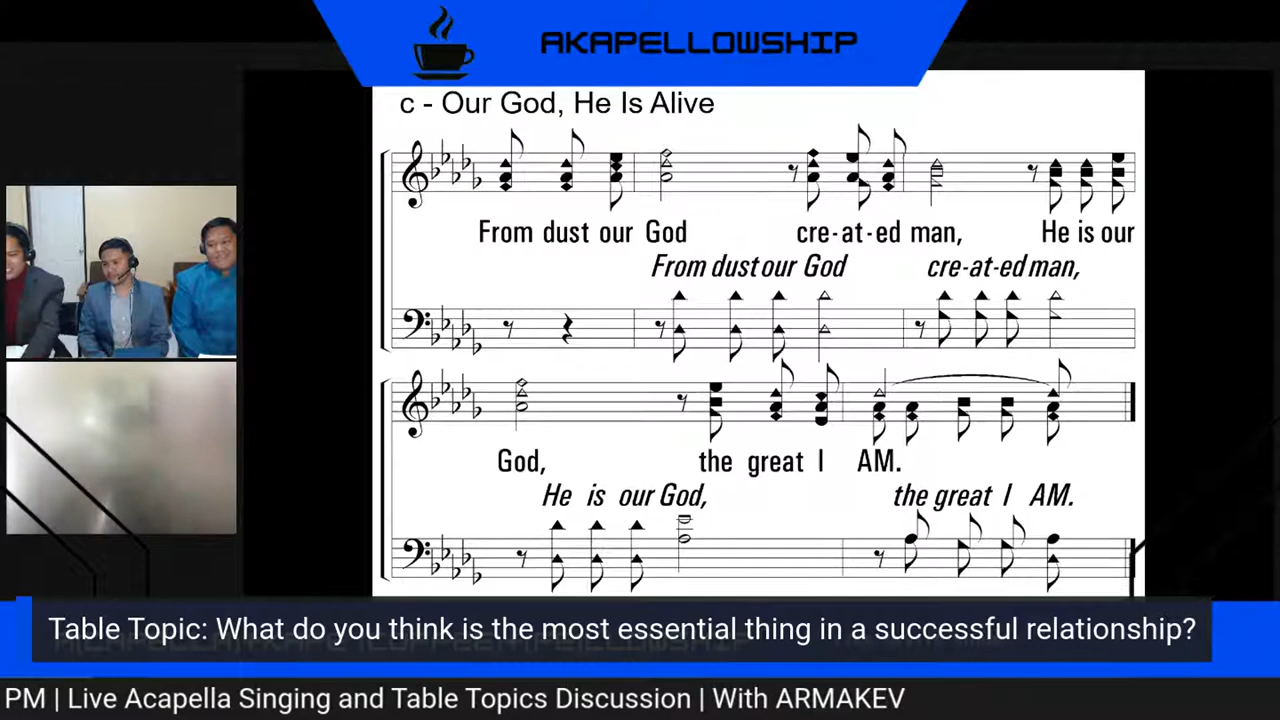 AKAPELLOWSHIP
c - Our God, He Is Alive
From dust our God cre-at-ed man, He is our
From dust our God cre-at-ed man,
God, the great I AM.
He is our God, the great I AM.
Table Topic: What do you think is the most essential thing in a successful relationship?
PM | Live Acapella Singing and Table Topics Discussion | With ARMAKEV